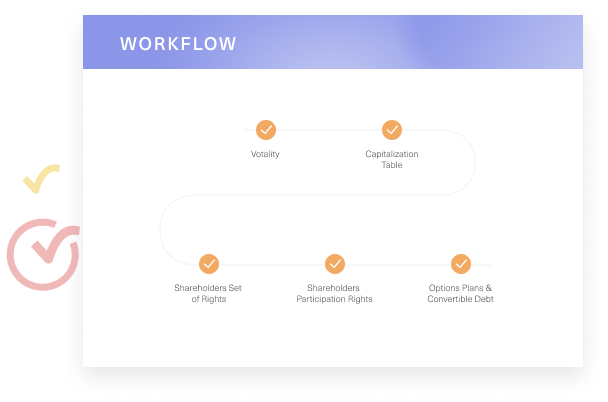 WORKFLOW
Votality
Capitalization
Table
Shareholders Set
of Rights
Shareholders
Participation Rights
Options Plans &
Convertible Debt